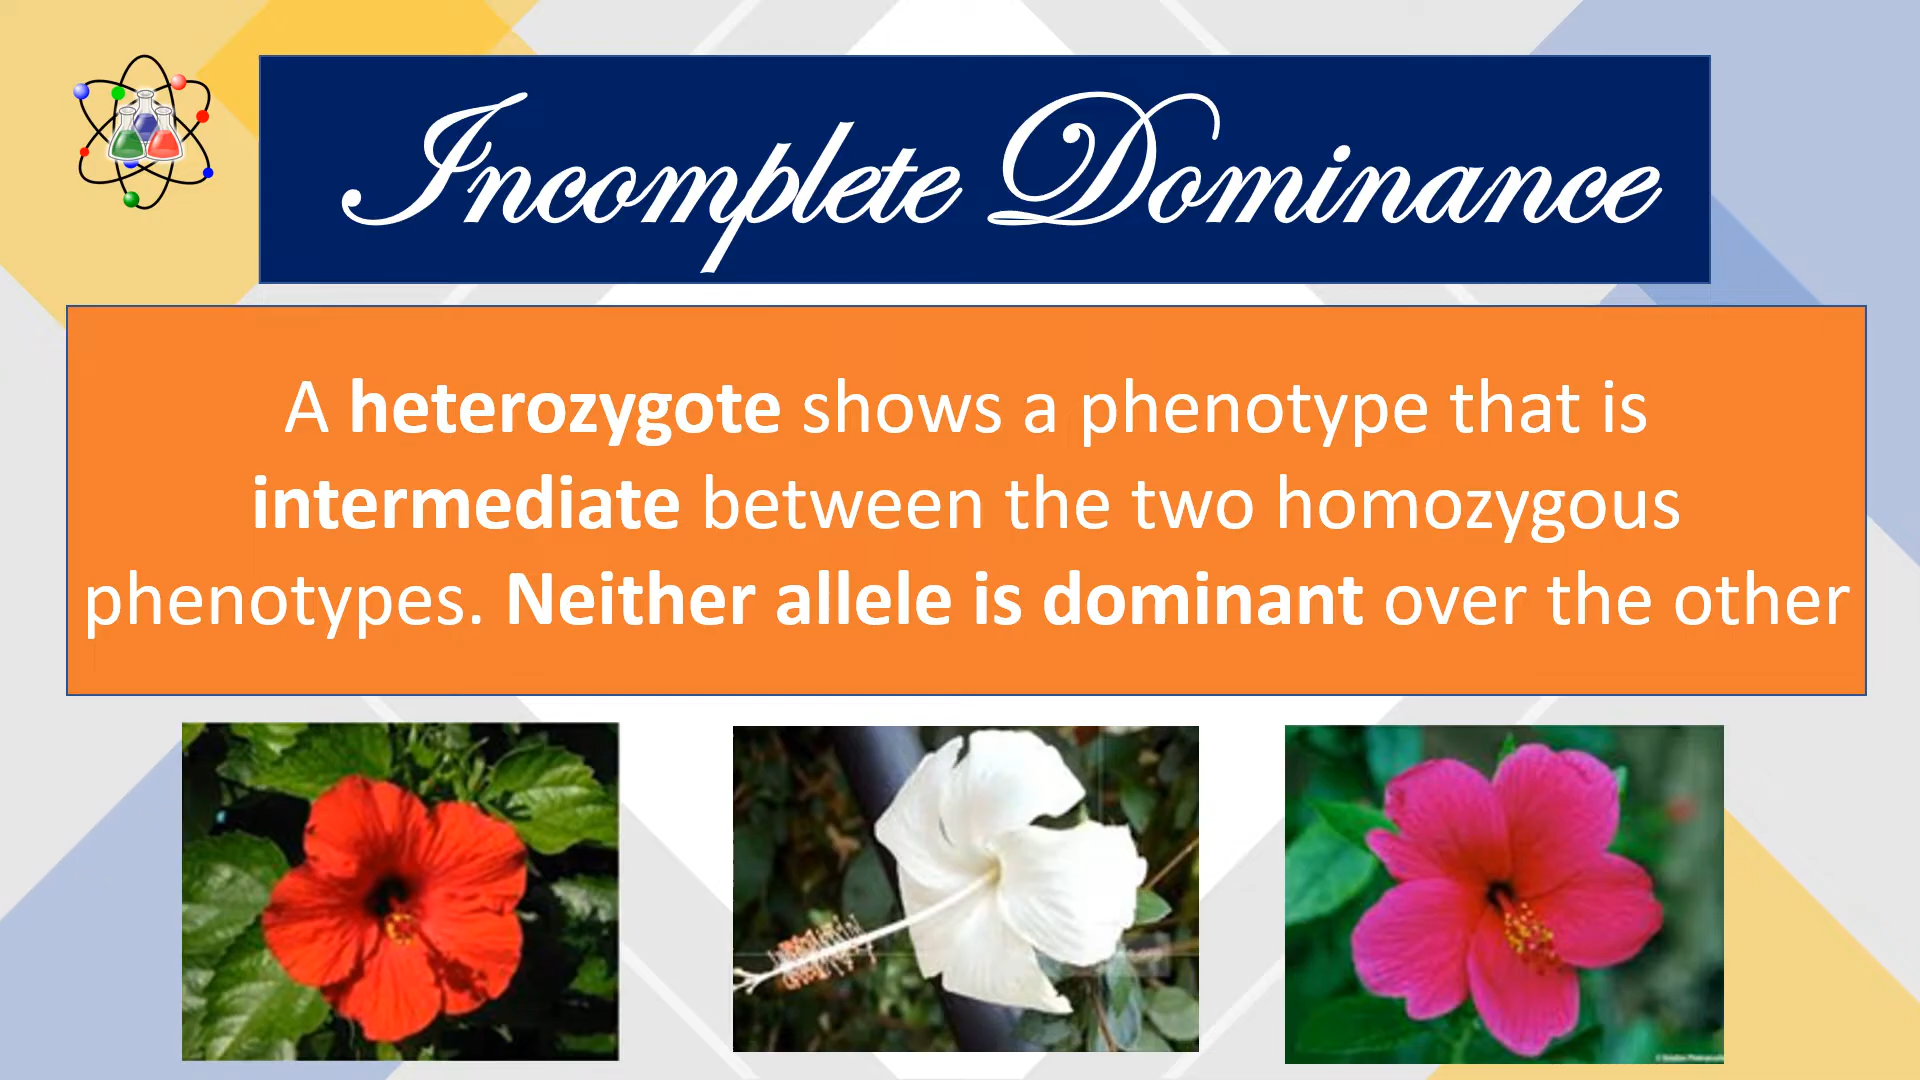 Incomplete Dominance
A heterozygote shows a phenotype that is
intermediate between the two homozygous
phenotypes. Neither allele is dominant over the other